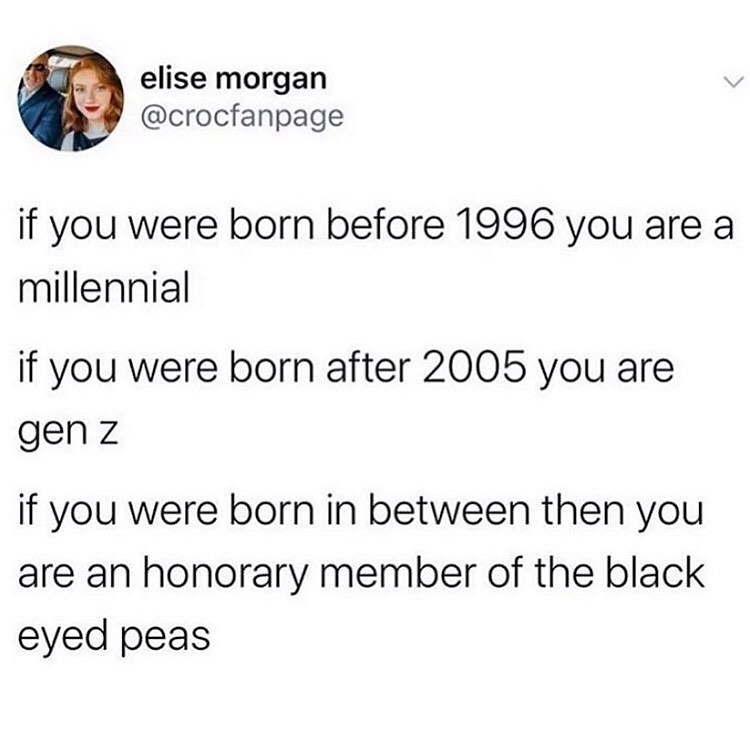 elise morgan
@crocfanpage
if you were born before 1996 you are a
millennial
if you were born after 2005 you are
gen z
if you were born in between then you
are an honorary member of the black
eyed peas